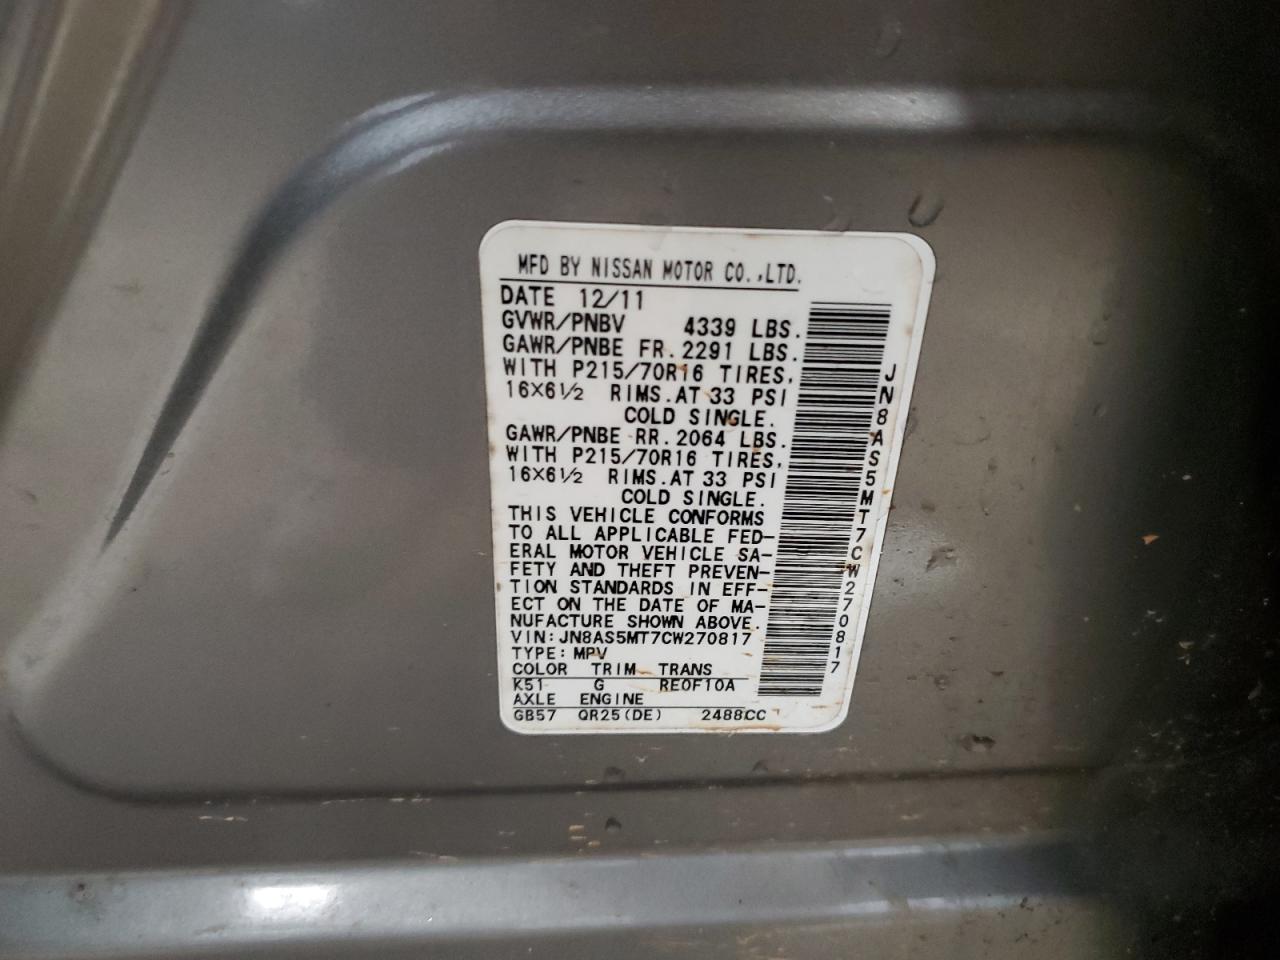 MFD BY NISSAN MOTOR CO.,LTD.
DATE 12/11
GVWR/PNBV 4339 LBS.
GAWR/PNBE FR. 2291 LBS.
WITH P215/70R16 TIRES,
16X6½ RIMS.AT 33 PSI
COLD SINGLE.
GAWR/PNBE RR. 2064 LBS.
WITH P215/70R16 TIRES,
16X6½ RIMS.AT 33 PSI
COLD SINGLE.
THIS VEHICLE CONFORMS
TO ALL APPLICABLE FED-
ERAL MOTOR VEHICLE SA-
FETY AND THEFT PREVEN-
TION STANDARDS IN EFF-
ECT ON THE DATE OF MA-
NUFACTURE SHOWN ABOVE.
VIN:JN8AS5MT7CW270817
TYPE:MPV
COLOR TRIM TRANS
K51 G RE0F10A
AXLE ENGINE
GB57 QR25(DE) 2488CC
JN8AS5MT7CW270817